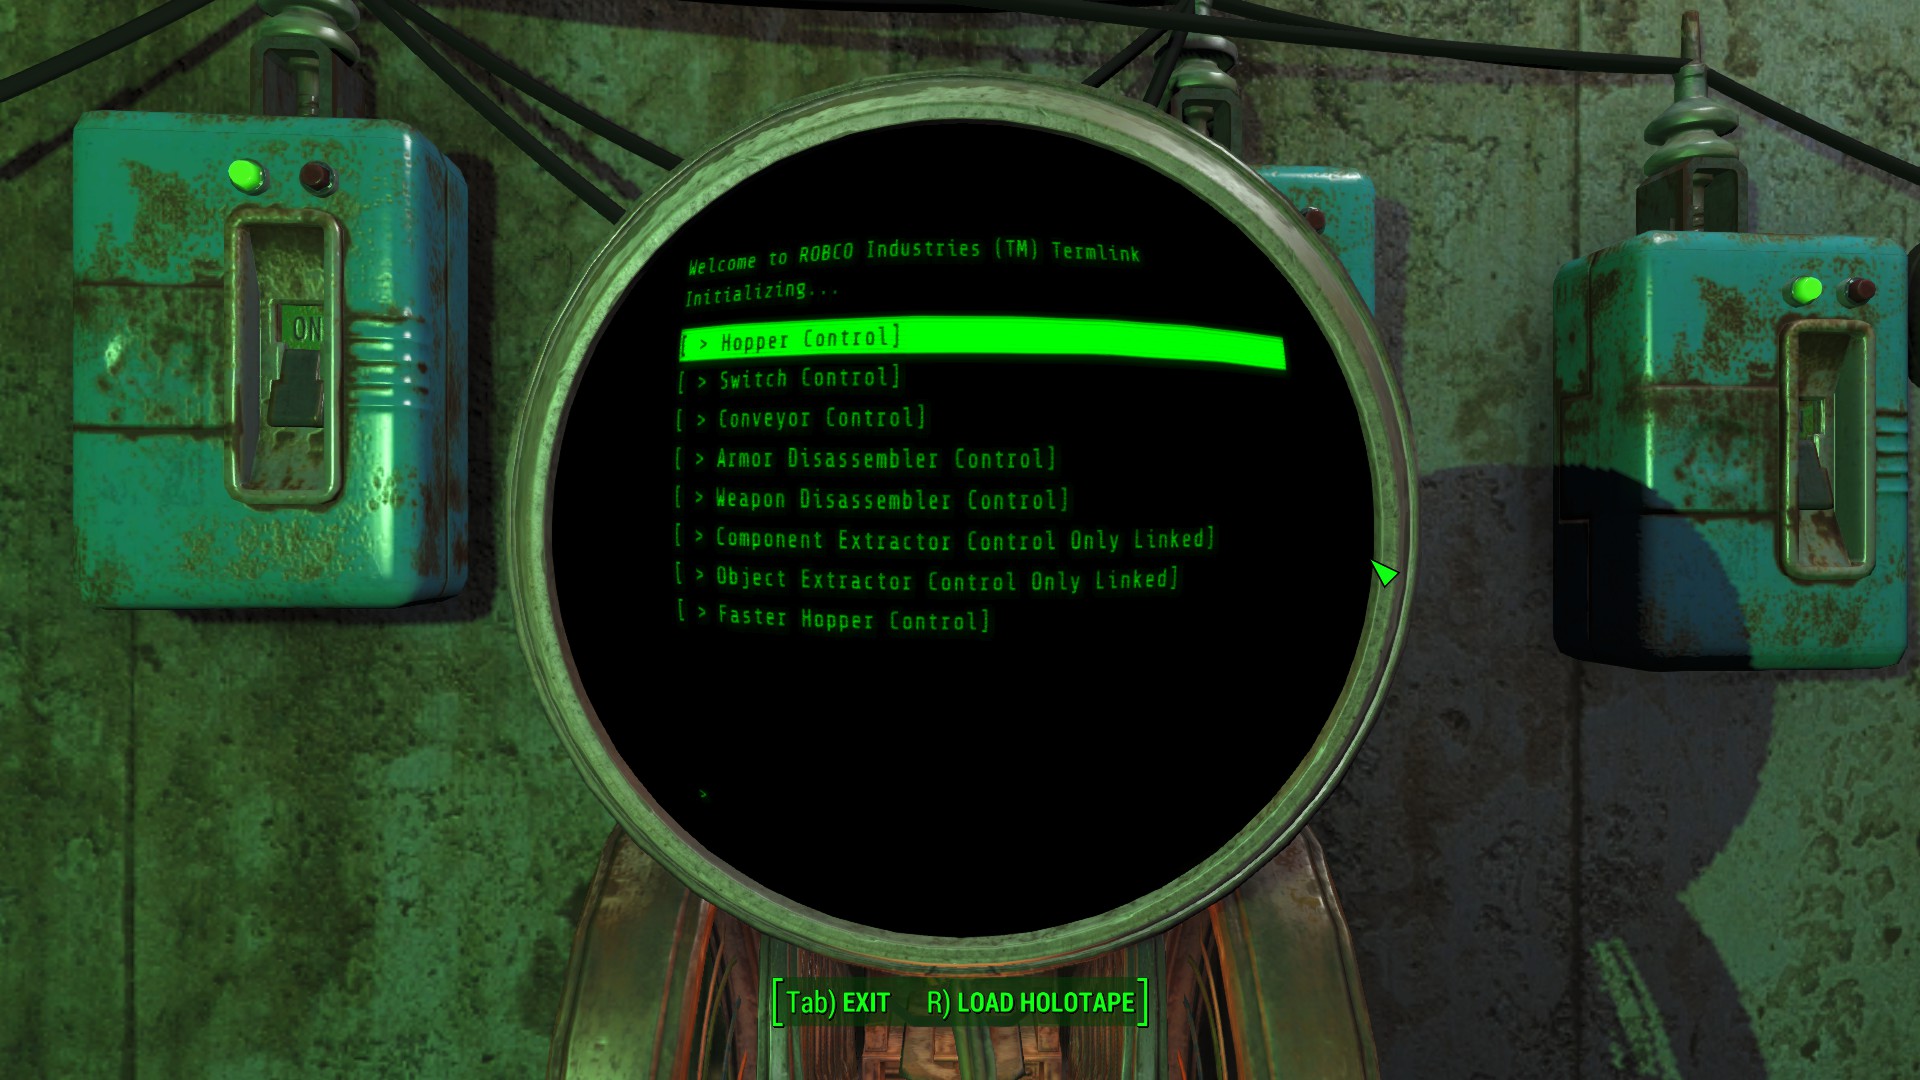 Welcome to ROBCO Industries (TM) Termlink
Initializing...
[ > Hopper Control]
[ > Switch Control]
[ > Conveyor Control]
[ > Armor Disassembler Control]
[ > Weapon Disassembler Control]
[ > Component Extractor Control Only Linked]
[ > Object Extractor Control Only Linked]
[ > Faster Hopper Control]
>
ON
[Tab) EXIT R) LOAD HOLOTAPE]